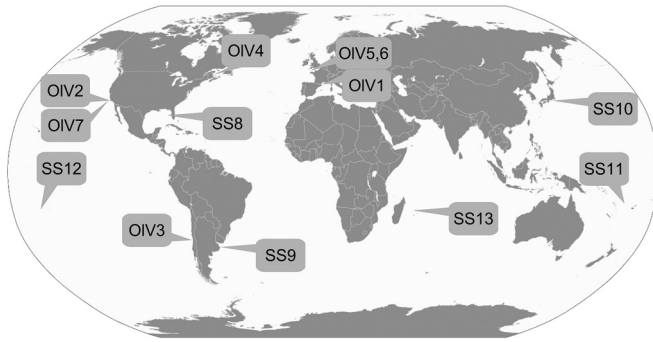 OIV4
OIV5,6
OIV2
OIV1
OIV7
SS8
SS10
SS12
SS11
SS13
OIV3
SS9